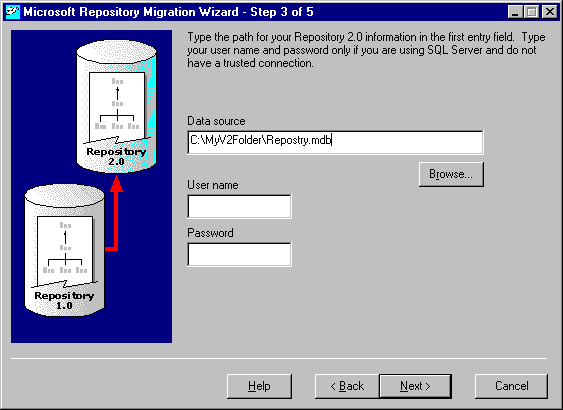 Microsoft Repository Migration Wizard - Step 3 of 5
Type the path for your Repository 2.0 information in the first entry field.  Type
your user name and password only if you are using SQL Server and do not
have a trusted connection.
Data source
C:\MyV2Folder\Repostry.mdb
Browse...
User name
Password
Repository
2.0
Repository
1.0
Help
< Back
Next >
Cancel